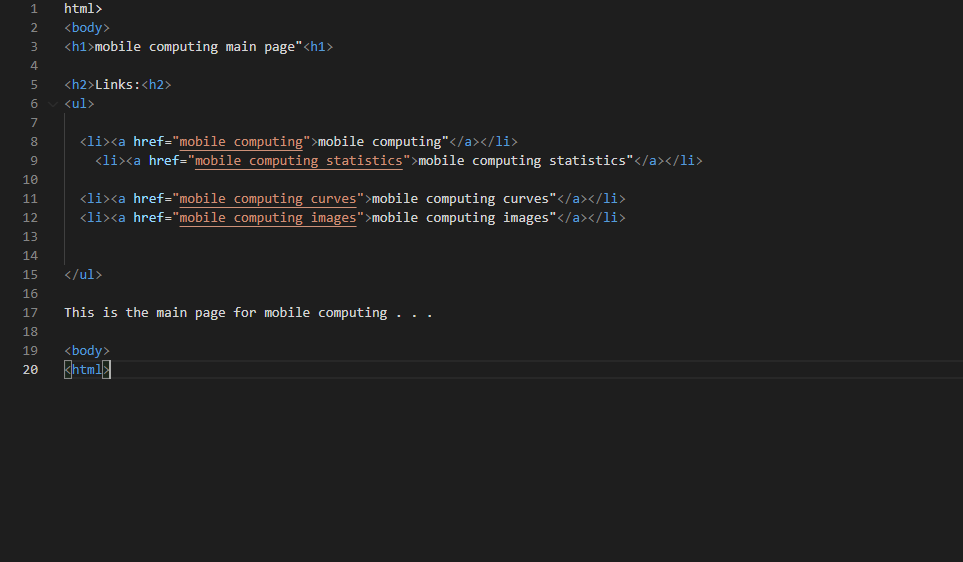 1 html>
2 <body>
3 <h1>mobile computing main page"<h1>
4
5 <h2>Links:<h2>
6 <ul>
7
8 <li><a href="mobile computing">mobile computing"</a></li>
9 <li><a href="mobile computing statistics">mobile computing statistics"</a></li>
10
11 <li><a href="mobile computing curves">mobile computing curves"</a></li>
12 <li><a href="mobile computing images">mobile computing images"</a></li>
13
14
15 </ul>
16
17 This is the main page for mobile computing . . .
18
19 <body>
20 <html>